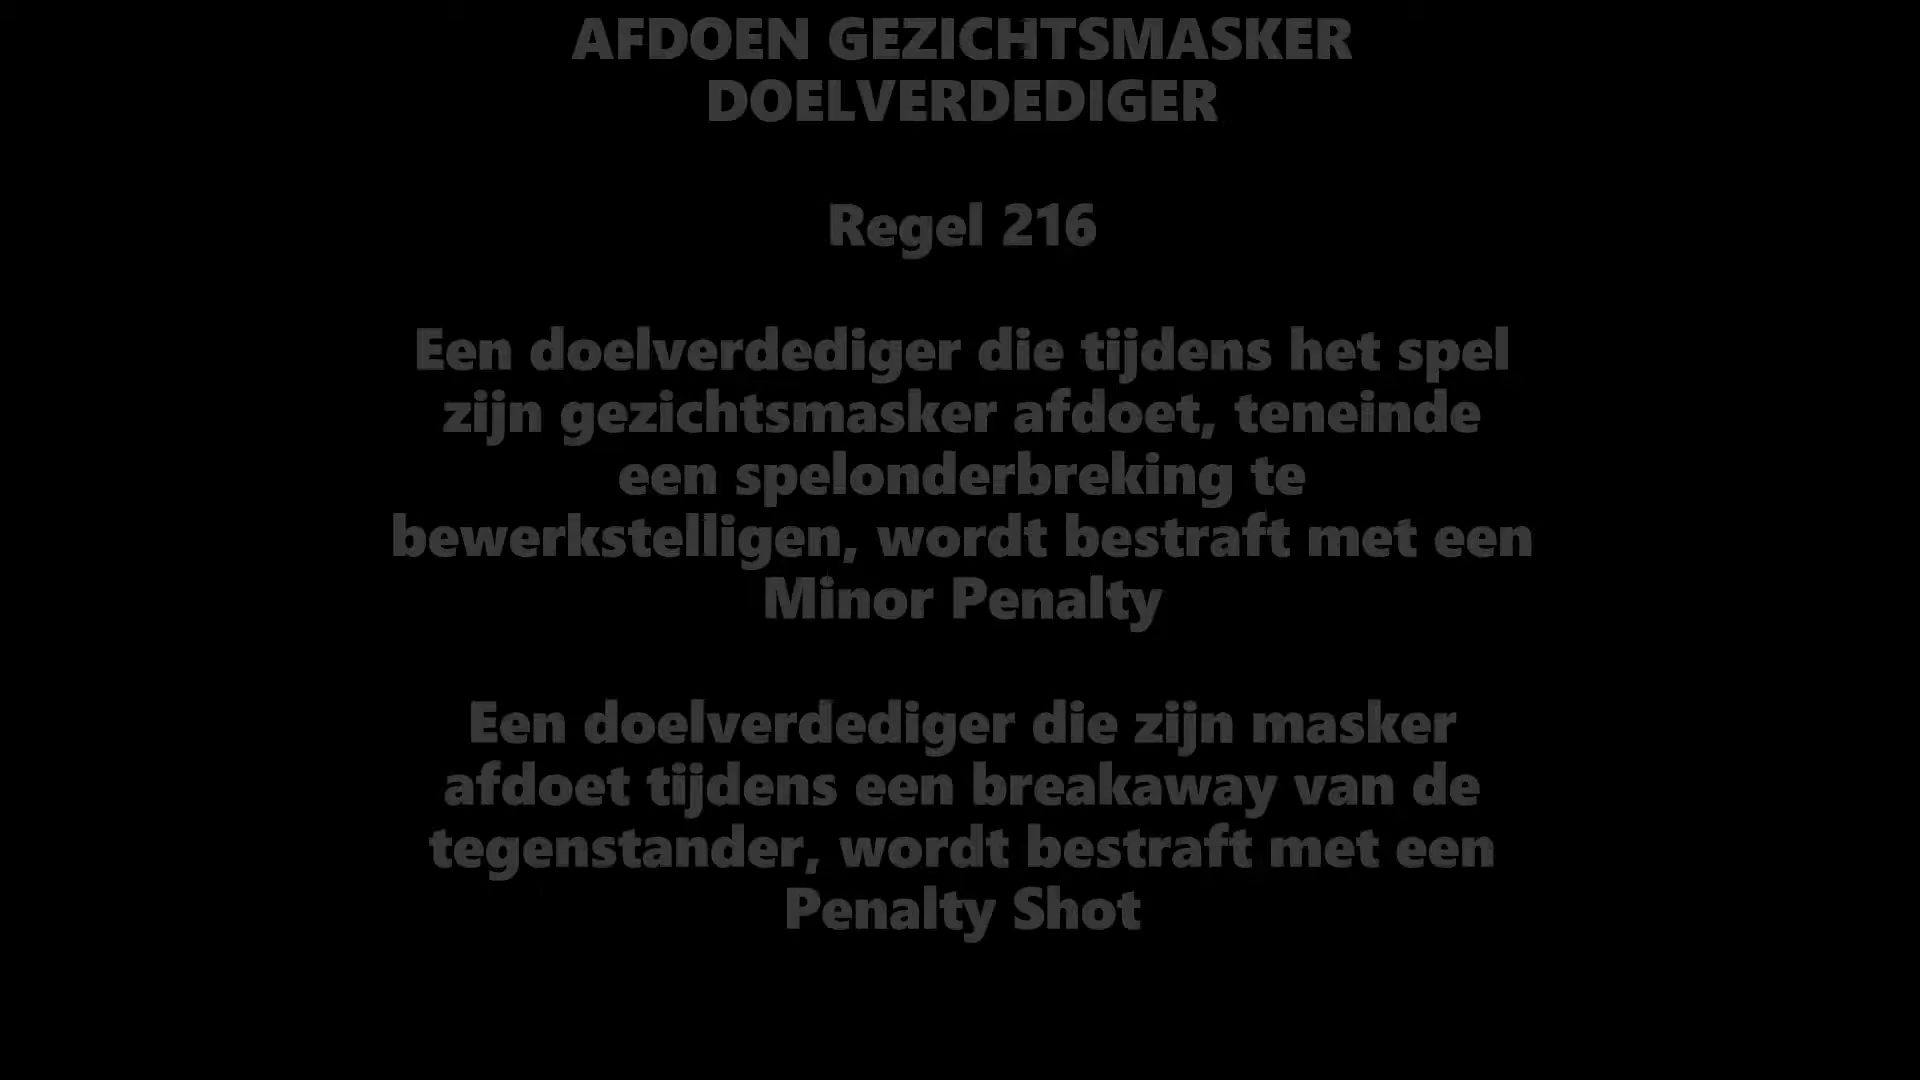 AFDOEN GEZICHTSMASKER
DOELVERDEDIGER
Regel 216
Een doelverdediger die tijdens het spel
zijn gezichtsmasker afdoet, teneinde
een spelonderbreking te
bewerkstelligen, wordt bestraft met een
Minor Penalty
Een doelverdediger die zijn masker
afdoet tijdens een breakaway van de
tegenstander, wordt bestraft met een
Penalty Shot